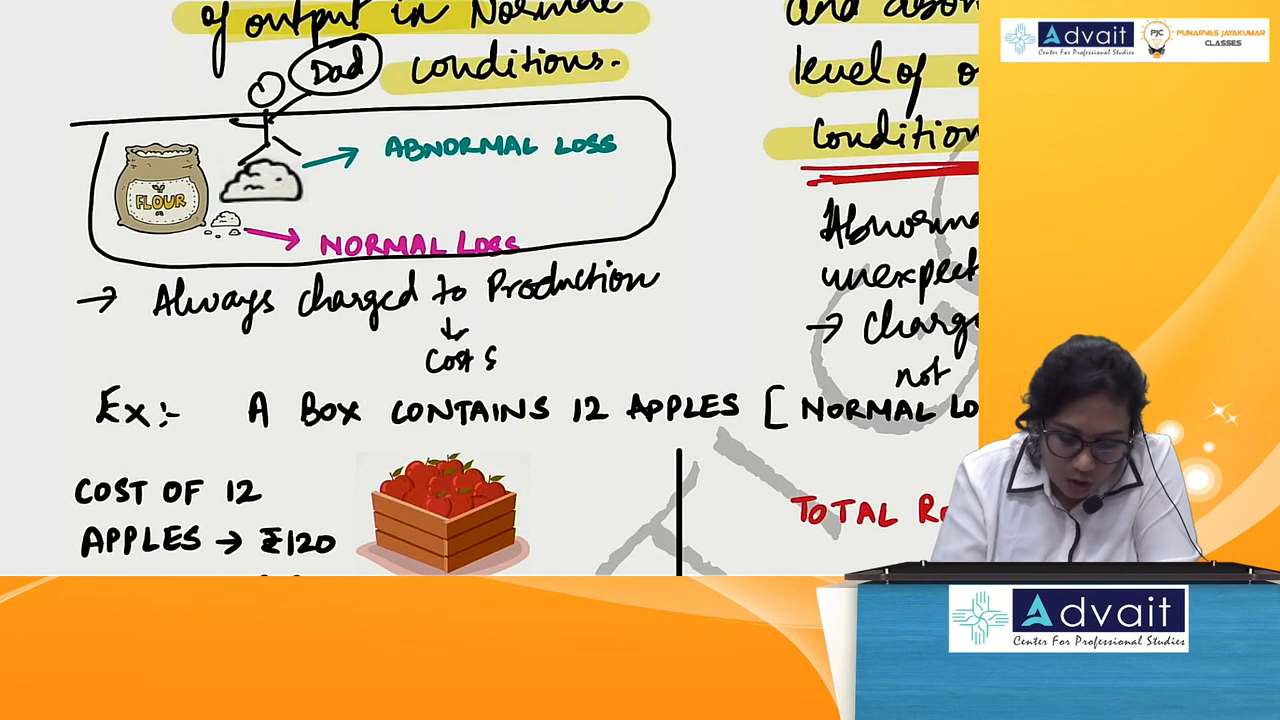 of output in Normal
conditions.
Dad
ABNORMAL LOSS
FLOUR
NORMAL LOSS
→ Always charged to Production
↓
Cost
level of
condition
Abnorma
unexpect
→ Charg
not
Ex:- A BOX CONTAINS 12 APPLES [NORMAL LO
COST OF 12
APPLES → ₹120
TOTAL
Advait
Center For Professional Studies
PJC
PUNARVAS JAYAKUMAR
CLASSES
Advait
Center For Professional Studies